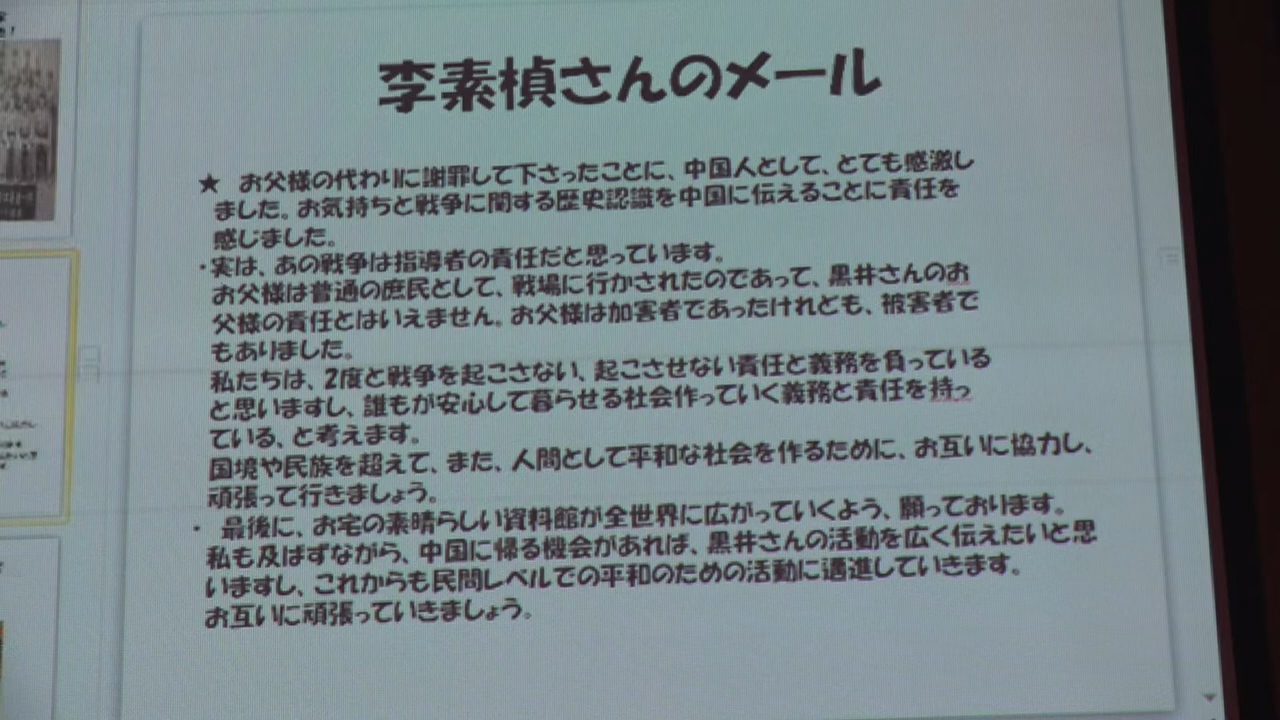 李素楨さんのメール
★ お父様の代わりに謝罪して下さったことに、中国人として、とても感激し
ました。お気持ちと戦争に関する歴史認識を中国に伝えることに責任を
感じました。
・実は、あの戦争は指導者の責任だと思っています。
お父様は普通の庶民として、戦場に行かされたのであって、黒井さんのお
父様の責任とはいえません。お父様は加害者であったけれども、被害者で
もありました。
私たちは、2度と戦争を起こさない、起こさせない責任と義務を負っている
と思いますし、誰もが安心して暮らせる社会作っていく義務と責任を持っ
ている、と考えます。
国境や民族を超えて、また、人間として平和な社会を作るために、お互いに協力し、
頑張って行きましょう。
・ 最後に、お宅の素晴らしい資料館が全世界に広がっていくよう、願っております。
私も及ばずながら、中国に帰る機会があれば、黒井さんの活動を広く伝えたいと思
いますし、これからも民間レベルでの平和のための活動に邁進していきます。
お互いに頑張っていきましょう。